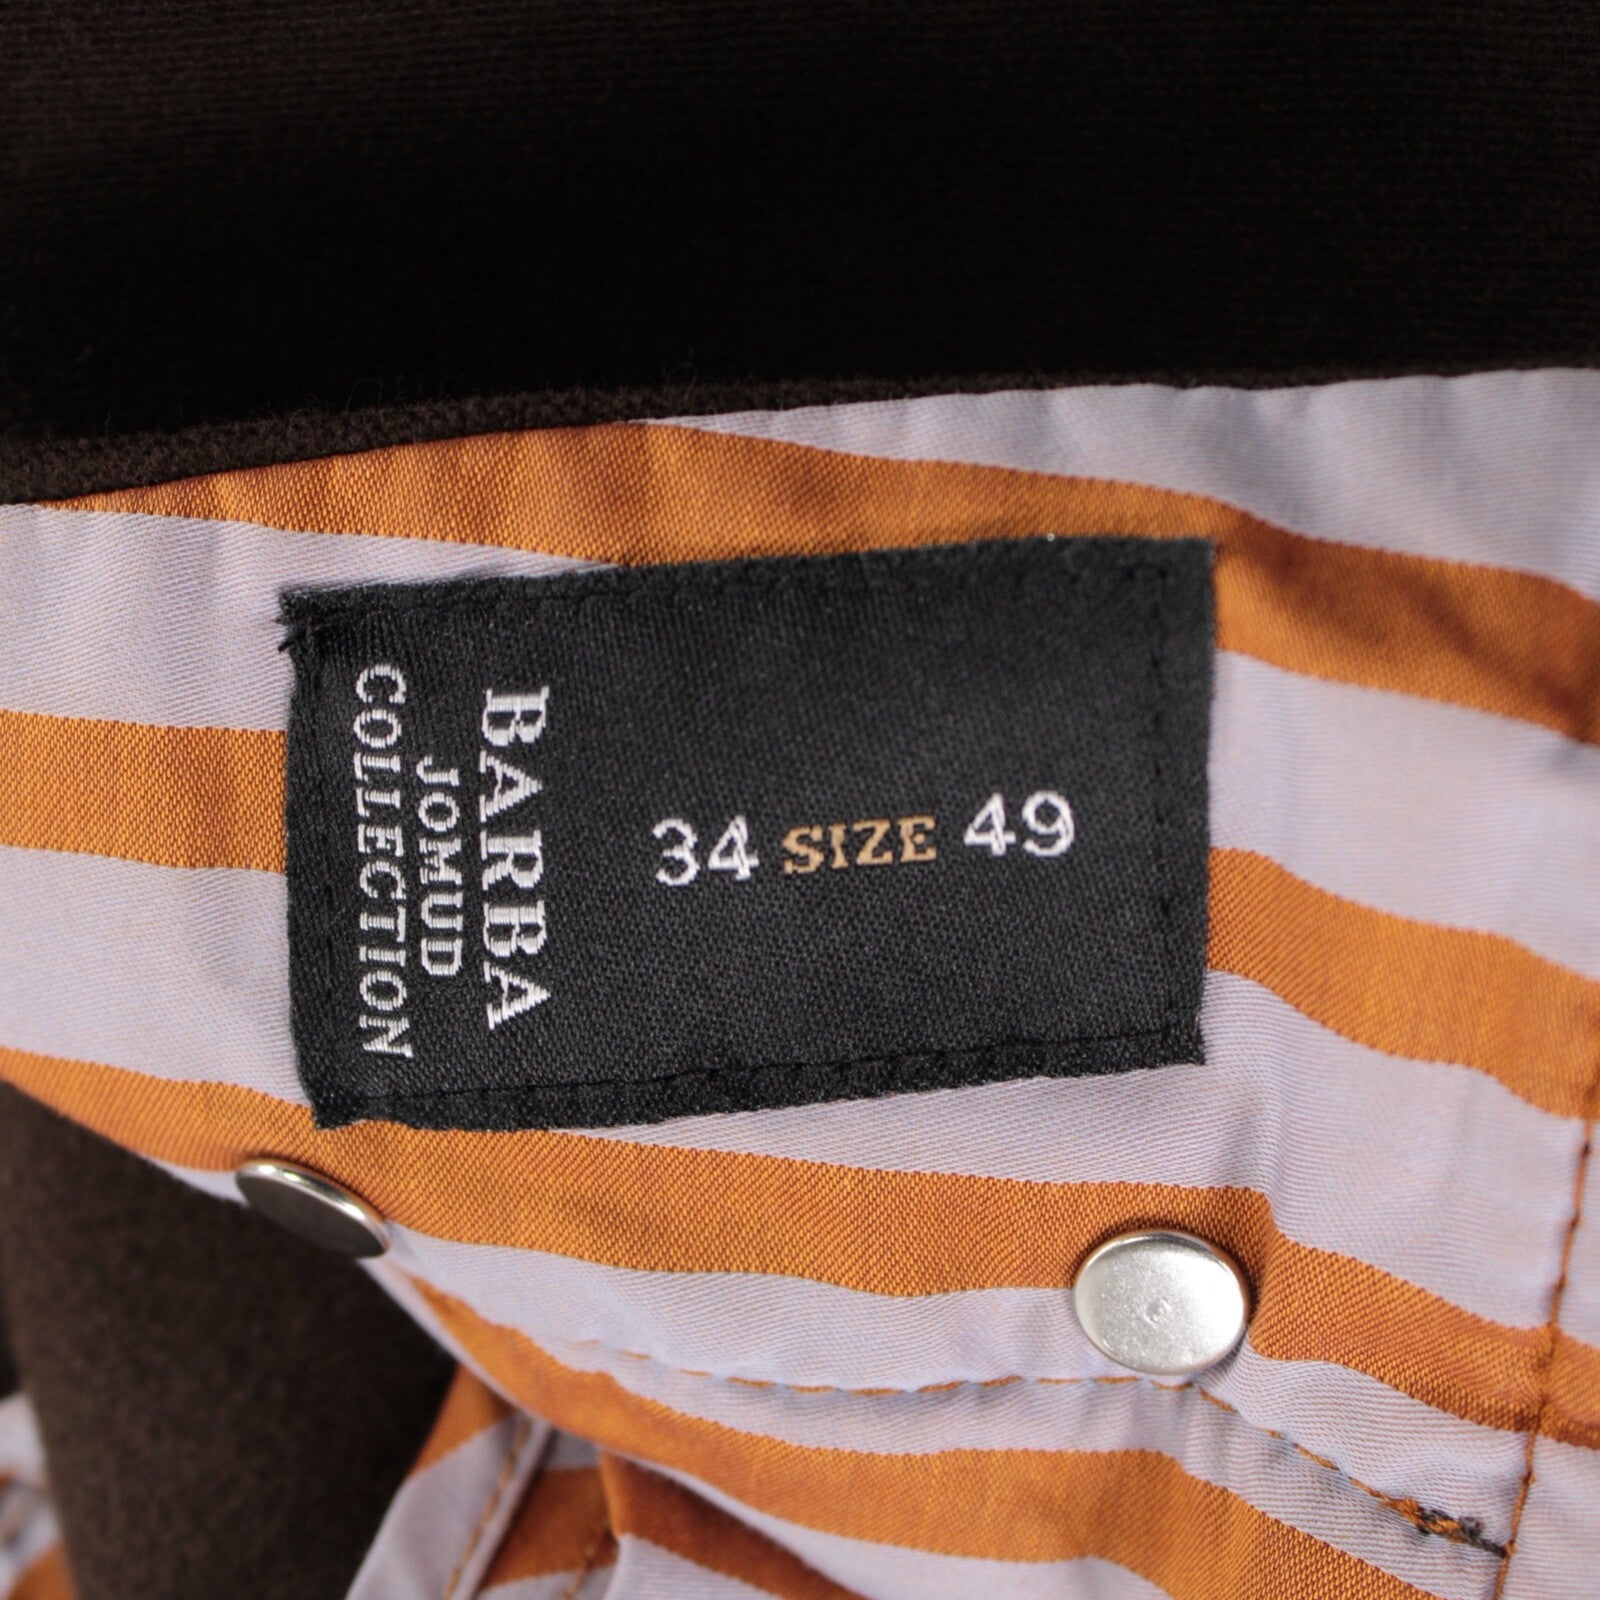 BARBA
JOMUD
COLLECTION
34 SIZE 49